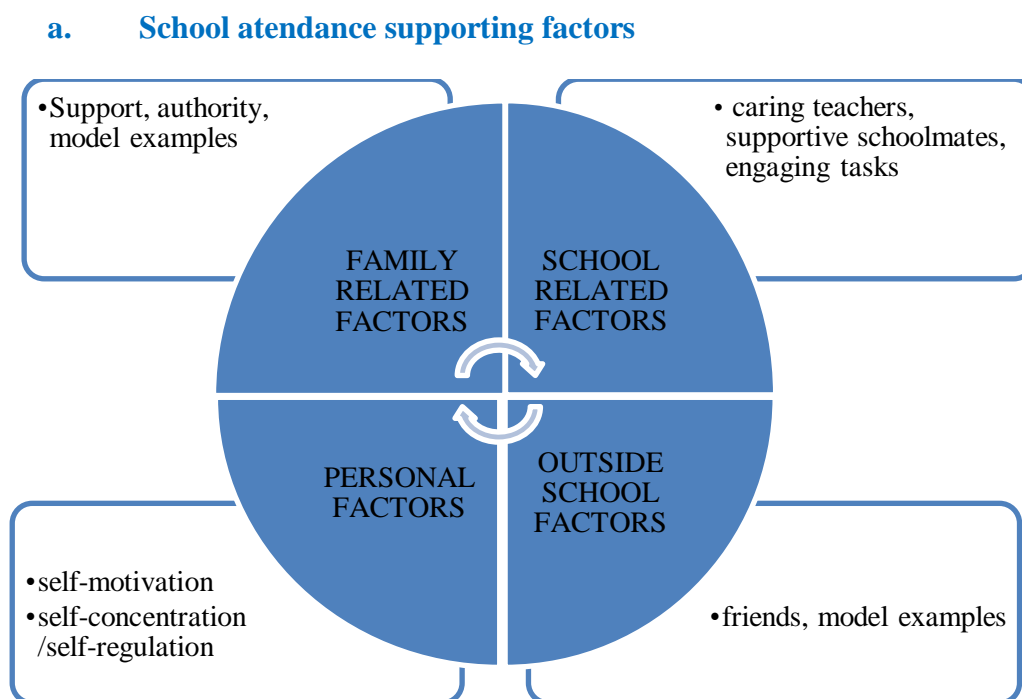 a. School atendance supporting factors
•Support, authority,
model examples
• caring teachers,
supportive schoolmates,
engaging tasks
FAMILY
RELATED
FACTORS
SCHOOL
RELATED
FACTORS
PERSONAL
FACTORS
OUTSIDE
SCHOOL
FACTORS
•self-motivation
•self-concentration
/self-regulation
•friends, model examples